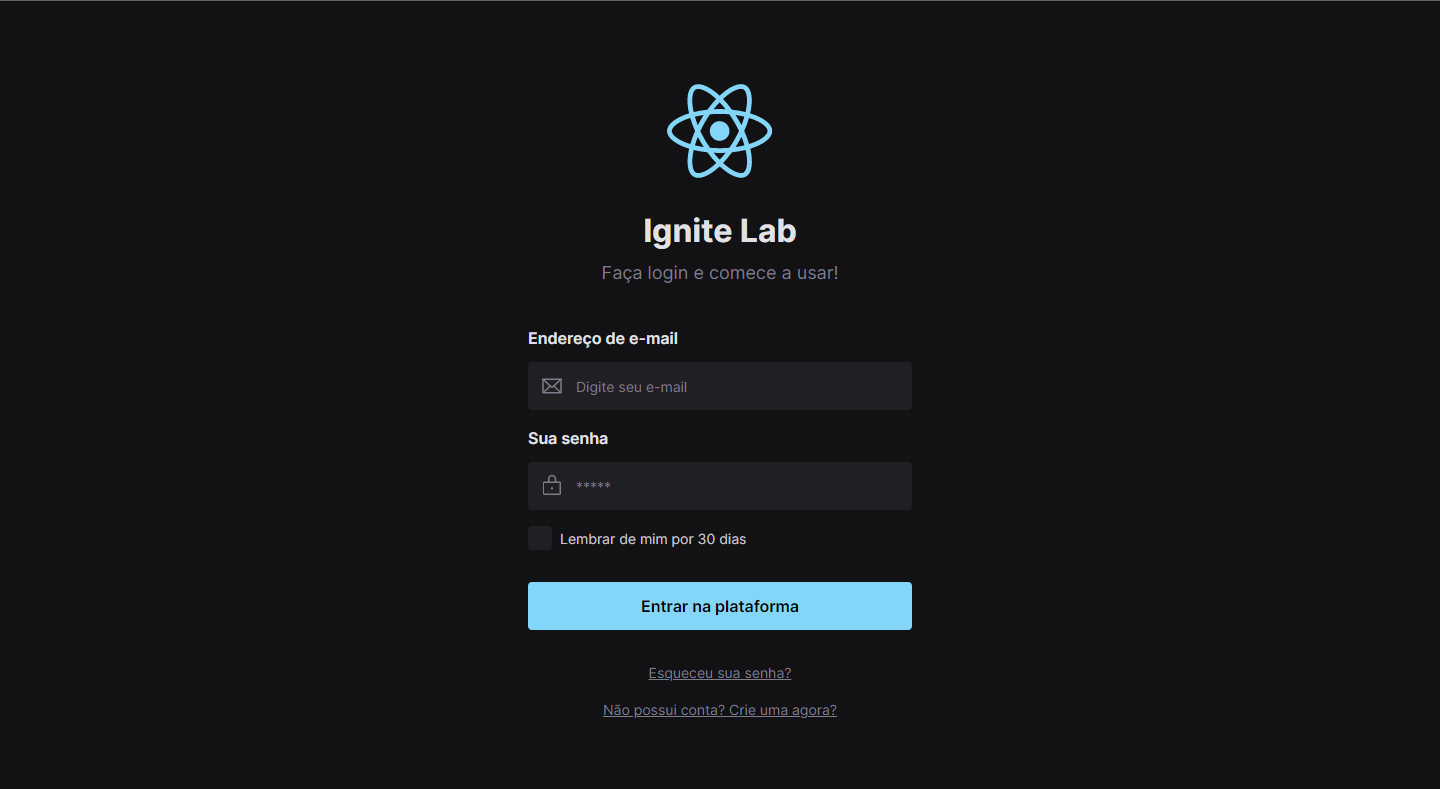 Ignite Lab
Faça login e comece a usar!
Endereço de e-mail
Digite seu e-mail
Sua senha
*****
Lembrar de mim por 30 dias
Entrar na plataforma
Esqueceu sua senha?
Não possui conta? Crie uma agora?